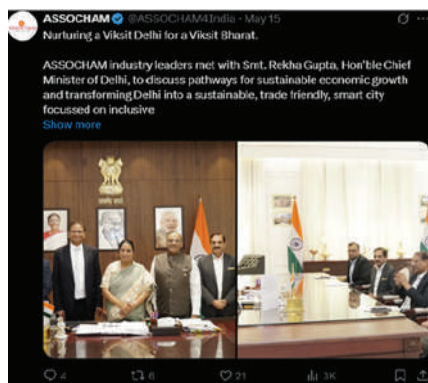 ASSOCHAM @ASSOCHAM4India · May 15
Nurturing a Viksit Delhi for a Viksit Bharat.
ASSOCHAM industry leaders met with Smt. Rekha Gupta, Hon'ble Chief
Minister of Delhi, to discuss pathways for sustainable economic growth
and transforming Delhi into a sustainable, trade friendly, smart city
focussed on inclusive
Show more
4 6 21 3K